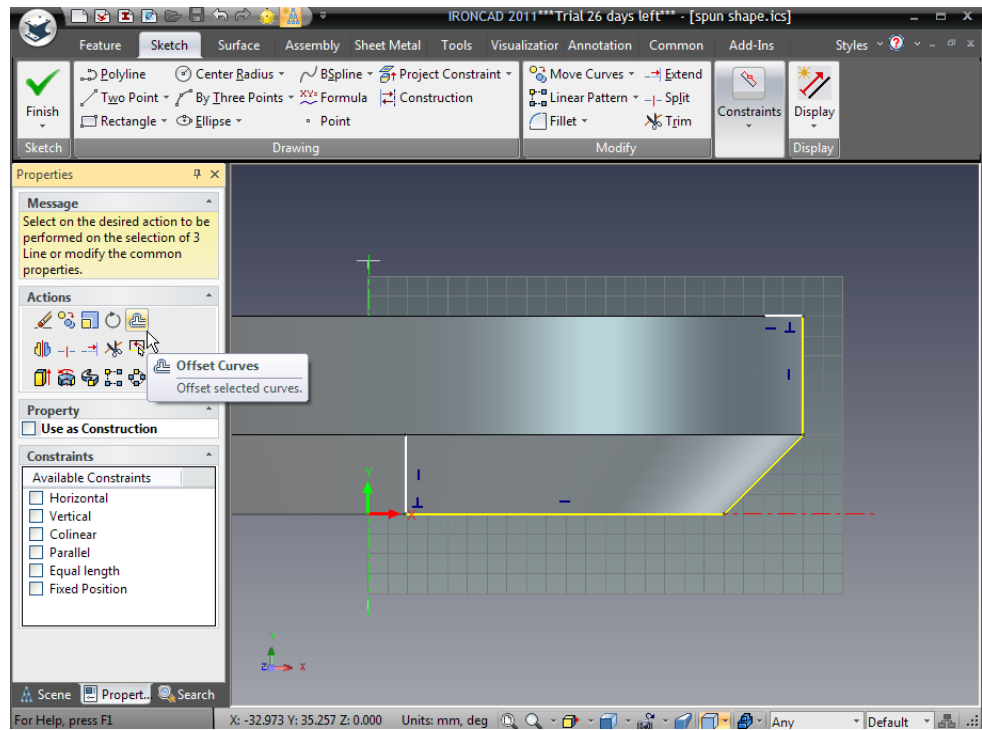 IRONCAD 2011***Trial 26 days left*** - [spun shape.ics]
Feature Sketch Surface Assembly Sheet Metal Tools Visualization Annotation Common Add-Ins Styles
Polyline Center Radius BSpline Project Constraint Move Curves Extend
Two Point By Three Points XY= Formula Construction Linear Pattern Split
Rectangle Ellipse Point Fillet Trim
Finish Constraints Display
Sketch Drawing Modify Display
Properties
Message
Select on the desired action to be
performed on the selection of 3
Line or modify the common
properties.
Actions
Offset Curves
Offset selected curves.
Property
Use as Construction
Constraints
Available Constraints
Horizontal
Vertical
Colinear
Parallel
Equal length
Fixed Position
Y
X
Z X
Scene Propert... Search
For Help, press F1 X: -32.973 Y: 35.257 Z: 0.000 Units: mm, deg Any Default